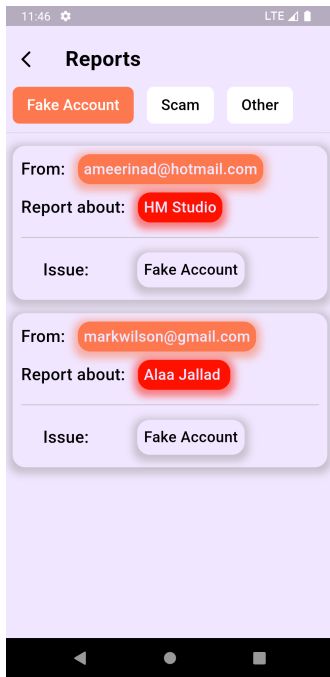 11:46 LTE
Reports
Fake Account Scam Other
From: ameerinad@hotmail.com
Report about: HM Studio
Issue: Fake Account
From: markwilson@gmail.com
Report about: Alaa Jallad
Issue: Fake Account